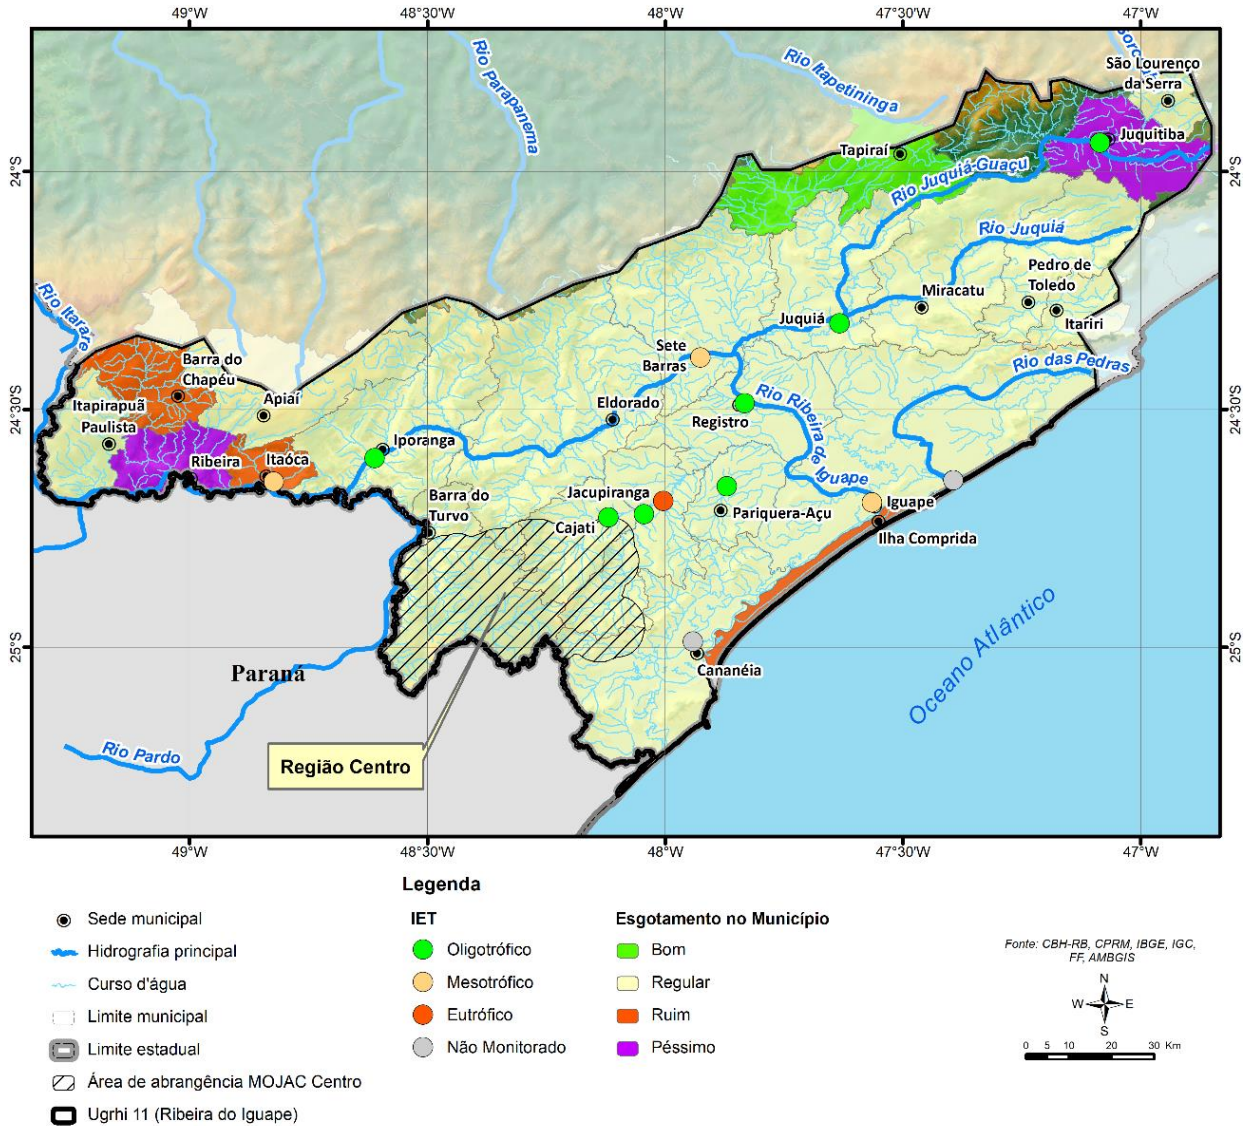 49°W
48°30'W
48°W
47°30'W
47°W
Rio Parapanema
Rio Itapetininga
São Lourenço
da Serra
Juquitiba
Tapiraí
24°S
24°S
Rio Juquiá-Guaçu
Rio Juquiá
Pedro de
Toledo
Miracatu
Itariri
Juquiá
Rio Itararé
Sete
Barras
Rio das Pedras
Barra do
Chapéu
Apiaí
Itapirapuã
Paulista
Eldorado
24°30'S
24°30'S
Registro
Rio Ribeira de Iguape
Iporanga
Ribeira
Itaóca
Jacupiranga
Barra do
Turvo
Cajati
Pariquera-Açu
Iguape
Ilha Comprida
Oceano Atlântico
25°S
25°S
Cananéia
Paraná
Rio Pardo
Região Centro
49°W
48°30'W
48°W
47°30'W
47°W
Legenda
Sede municipal
Hidrografia principal
Curso d'água
Limite municipal
Limite estadual
Área de abrangência MOJAC Centro
Ugrhi 11 (Ribeira do Iguape)
IET
Oligotrófico
Mesotrófico
Eutrófico
Não Monitorado
Esgotamento no Município
Bom
Regular
Ruim
Péssimo
Fonte: CBH-RB, CPRM, IBGE, IGC,
FF, AMBGIS
N
W
E
S
0 5 10 20 30 Km